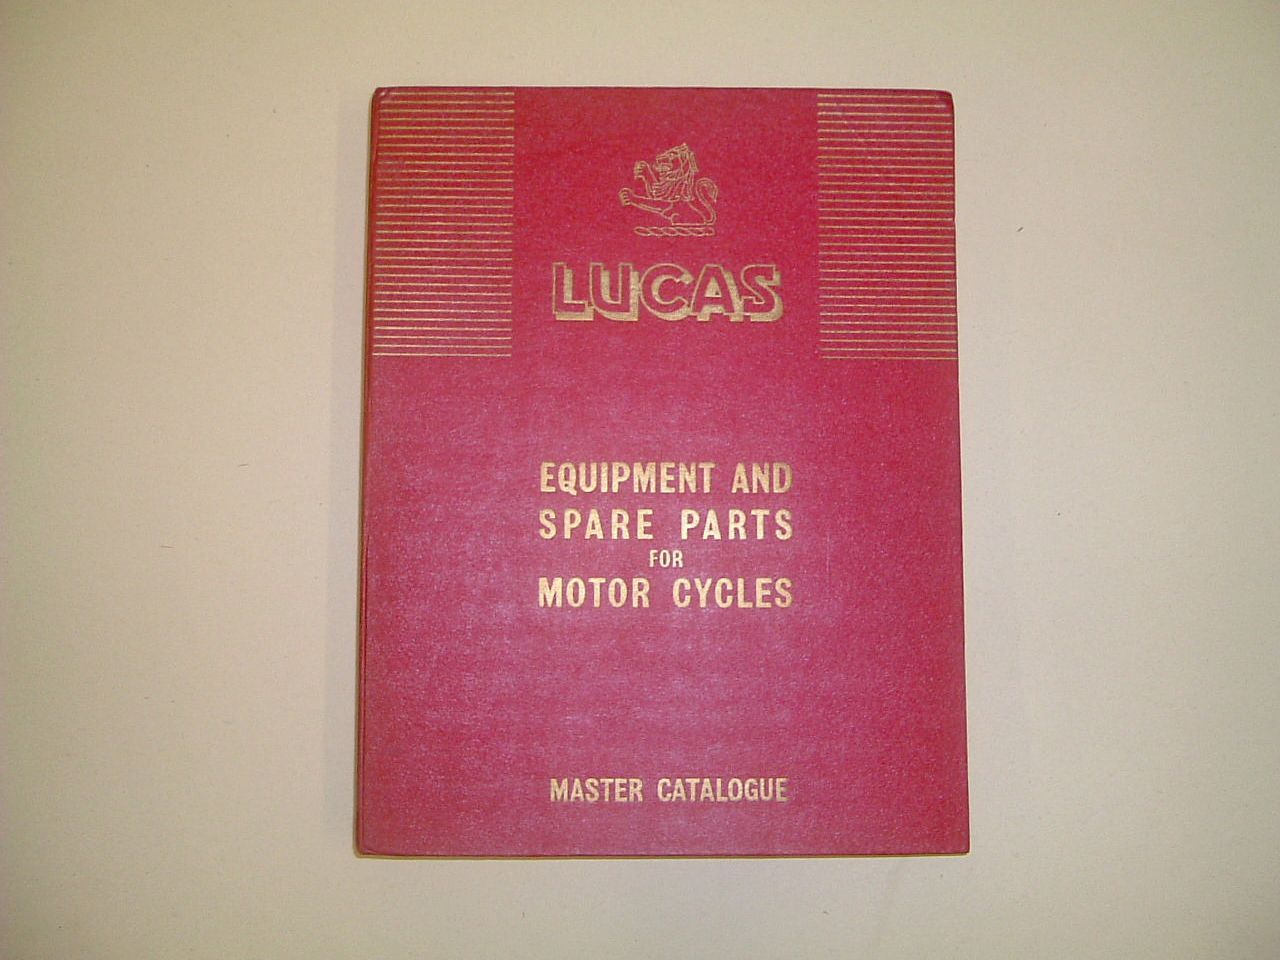 LUCAS
EQUIPMENT AND
SPARE PARTS
FOR
MOTOR CYCLES
MASTER CATALOGUE